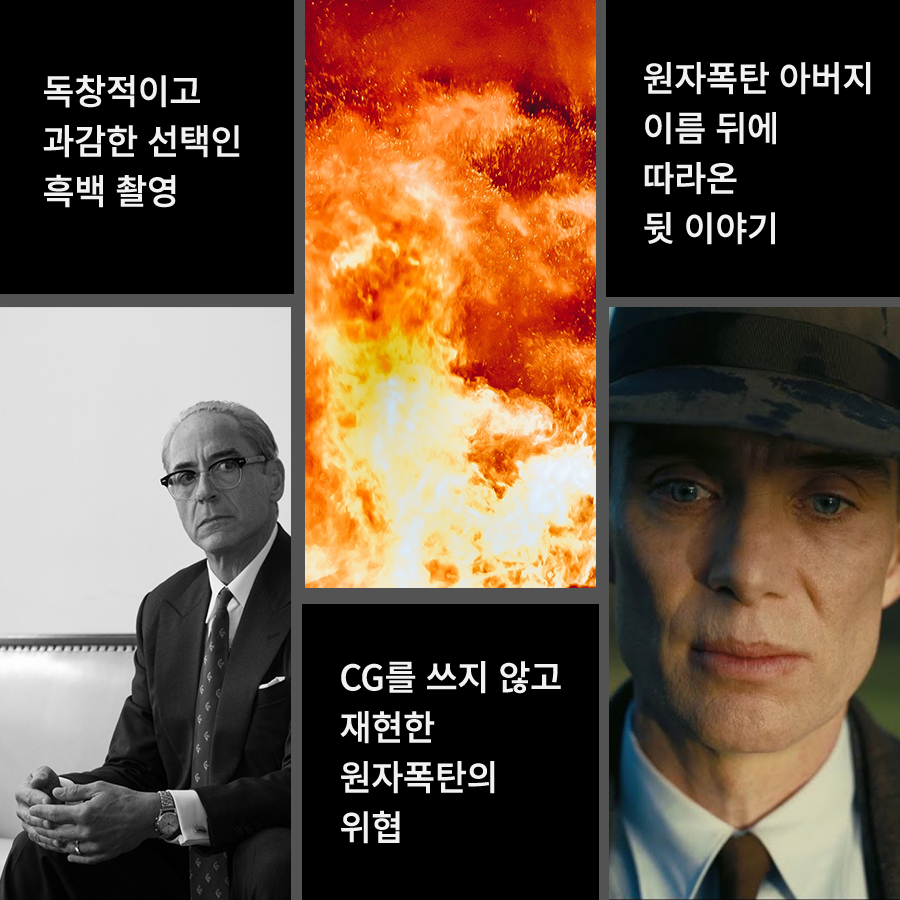 독창적이고
과감한 선택인
흑백 촬영
원자폭탄 아버지
이름 뒤에
따라온
뒷 이야기
CG를 쓰지 않고
재현한
원자폭탄의
위협